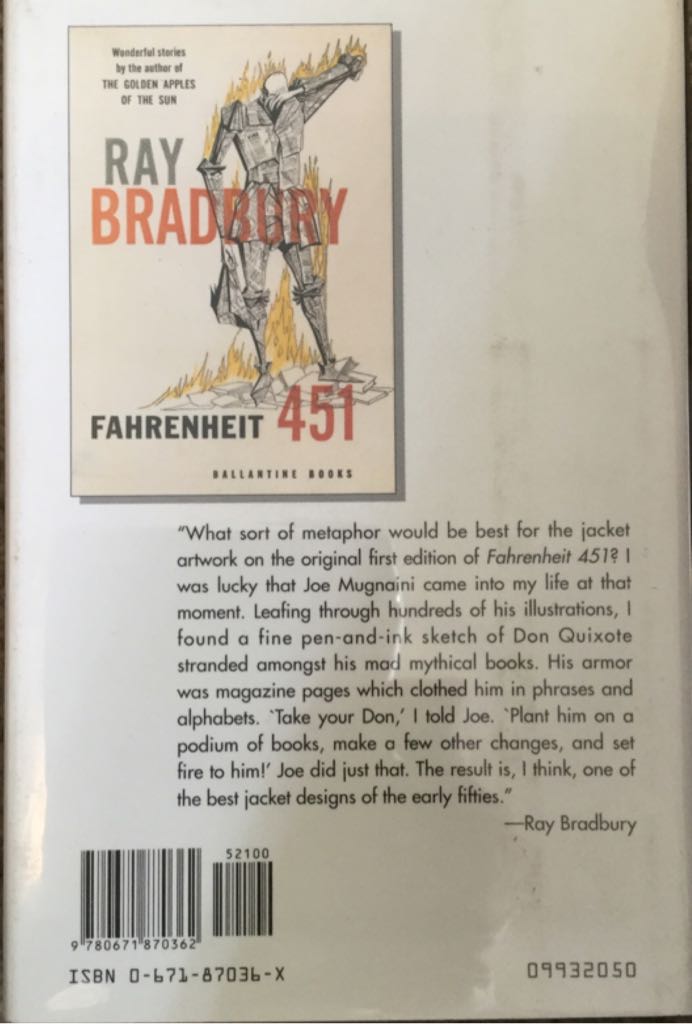 Wonderful stories
by the author of
THE GOLDEN APPLES
OF THE SUN
RAY
BRADBURY
FAHRENHEIT 451
BALLANTINE BOOKS
"What sort of metaphor would be best for the jacket
artwork on the original first edition of Fahrenheit 451? I
was lucky that Joe Mugnaini came into my life at that
moment. Leafing through hundreds of his illustrations, I
found a fine pen-and-ink sketch of Don Quixote
stranded amongst his mad mythical books. His armor
was magazine pages which clothed him in phrases and
alphabets. `Take your Don,' I told Joe. `Plant him on a
podium of books, make a few other changes, and set
fire to him!' Joe did just that. The result is, I think, one of
the best jacket designs of the early fifties."
—Ray Bradbury
52100
9 780671 870362
ISBN 0-671-87036-X
09932050